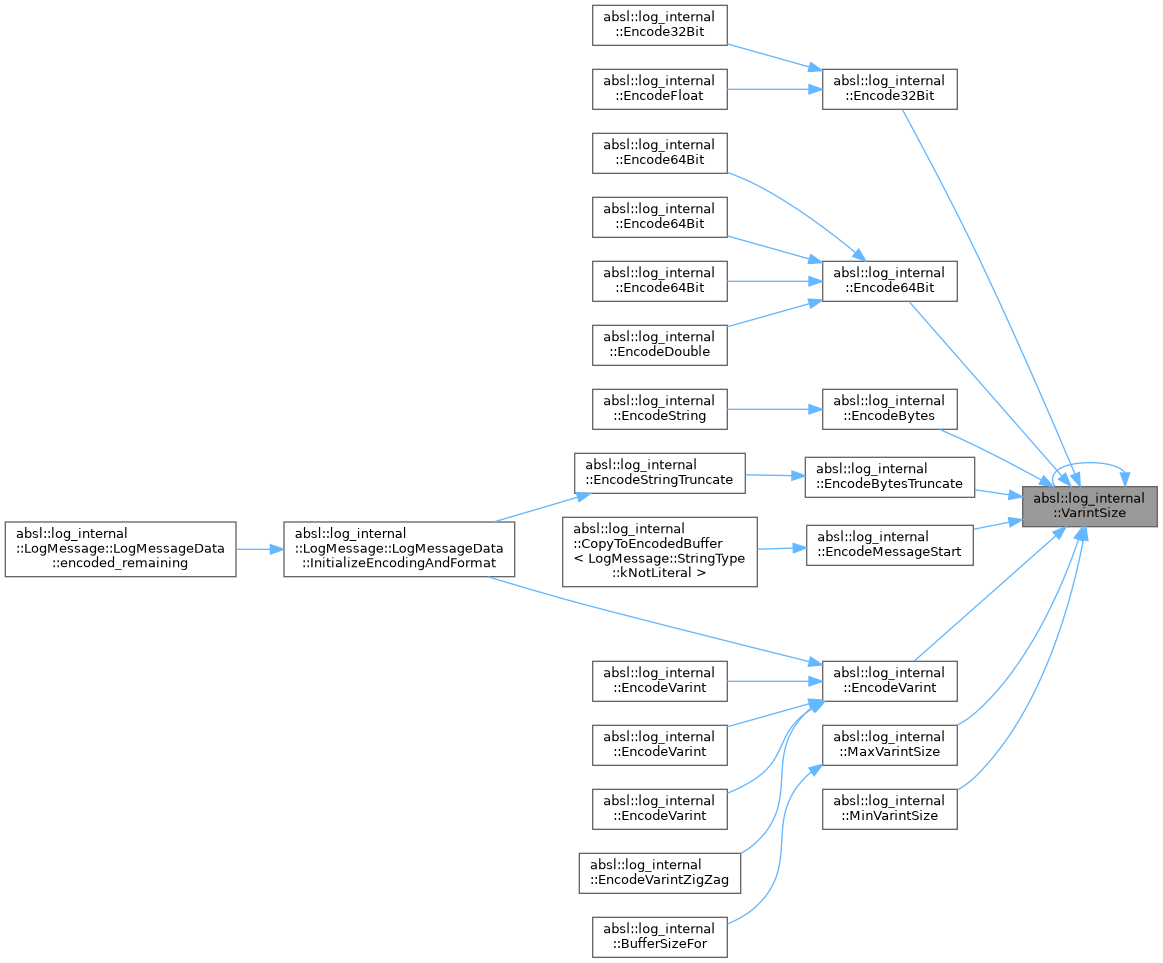 absl::log_internal
::Encode32Bit
absl::log_internal
::EncodeFloat
absl::log_internal
::Encode32Bit
absl::log_internal
::Encode64Bit
absl::log_internal
::Encode64Bit
absl::log_internal
::Encode64Bit
absl::log_internal
::Encode64Bit
absl::log_internal
::EncodeDouble
absl::log_internal
::EncodeString
absl::log_internal
::EncodeBytes
absl::log_internal
::EncodeStringTruncate
absl::log_internal
::EncodeBytesTruncate
absl::log_internal
::VarintSize
absl::log_internal
::LogMessage::LogMessageData
::encoded_remaining
absl::log_internal
::LogMessage::LogMessageData
::InitializeEncodingAndFormat
absl::log_internal
::CopyToEncodedBuffer
< LogMessage::StringType
::kNotLiteral >
absl::log_internal
::EncodeMessageStart
absl::log_internal
::EncodeVarint
absl::log_internal
::EncodeVarint
absl::log_internal
::EncodeVarint
absl::log_internal
::MaxVarintSize
absl::log_internal
::EncodeVarint
absl::log_internal
::MinVarintSize
absl::log_internal
::EncodeVarintZigZag
absl::log_internal
::BufferSizeFor